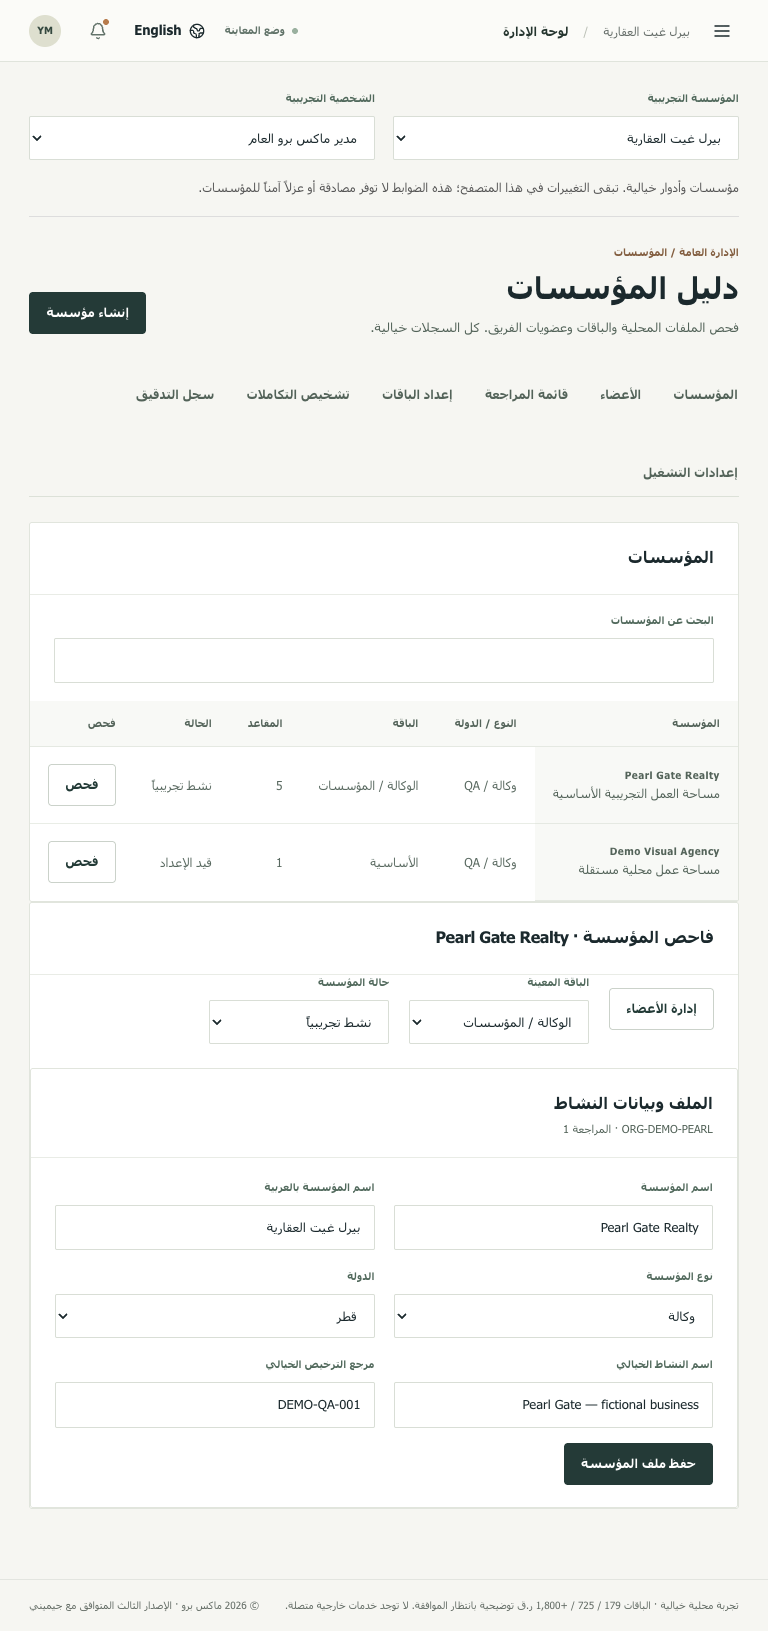 بيرل غيت العقارية / لوحة الإدارة
وضع المعاينة
English
YM
المؤسسة التجريبية
بيرل غيت العقارية
الشخصية التجريبية
مدير ماكس برو العام
مؤسسات وأدوار خيالية. تبقى التغييرات في هذا المتصفح؛ هذه الضوابط لا توفر مصادقة أو عزلاً آمناً للمؤسسات.
الإدارة العامة / المؤسسات
دليل المؤسسات
فحص الملفات المحلية والباقات وعضويات الفريق. كل السجلات خيالية.
إنشاء مؤسسة
المؤسسات الأعضاء قائمة المراجعة إعداد الباقات تشخيص التكاملات سجل التدقيق
إعدادات التشغيل
المؤسسات
البحث عن المؤسسات
المؤسسة النوع / الدولة الباقة المقاعد الحالة فحص
Pearl Gate Realty
مساحة العمل التجريبية الأساسية
وكالة / QA الوكالة / المؤسسات 5 نشط تجريبياً فحص
Demo Visual Agency
مساحة عمل محلية مستقلة
وكالة / QA الأساسية 1 قيد الإعداد فحص
فاحص المؤسسة · Pearl Gate Realty
إدارة الأعضاء
الباقة المعينة
الوكالة / المؤسسات
حالة المؤسسة
نشط تجريبياً
الملف وبيانات النشاط
ORG-DEMO-PEARL · المراجعة 1
اسم المؤسسة
Pearl Gate Realty
اسم المؤسسة بالعربية
بيرل غيت العقارية
نوع المؤسسة
وكالة
الدولة
قطر
اسم النشاط الخيالي
Pearl Gate — fictional business
مرجع الترخيص الخيالي
DEMO-QA-001
حفظ ملف المؤسسة
تجربة محلية خيالية · الباقات 179 / 725 / +1,800 ر.ق توضيحية بانتظار الموافقة. لا توجد خدمات خارجية متصلة.
© 2026 ماكس برو · الإصدار الثالث المتوافق مع جيميني